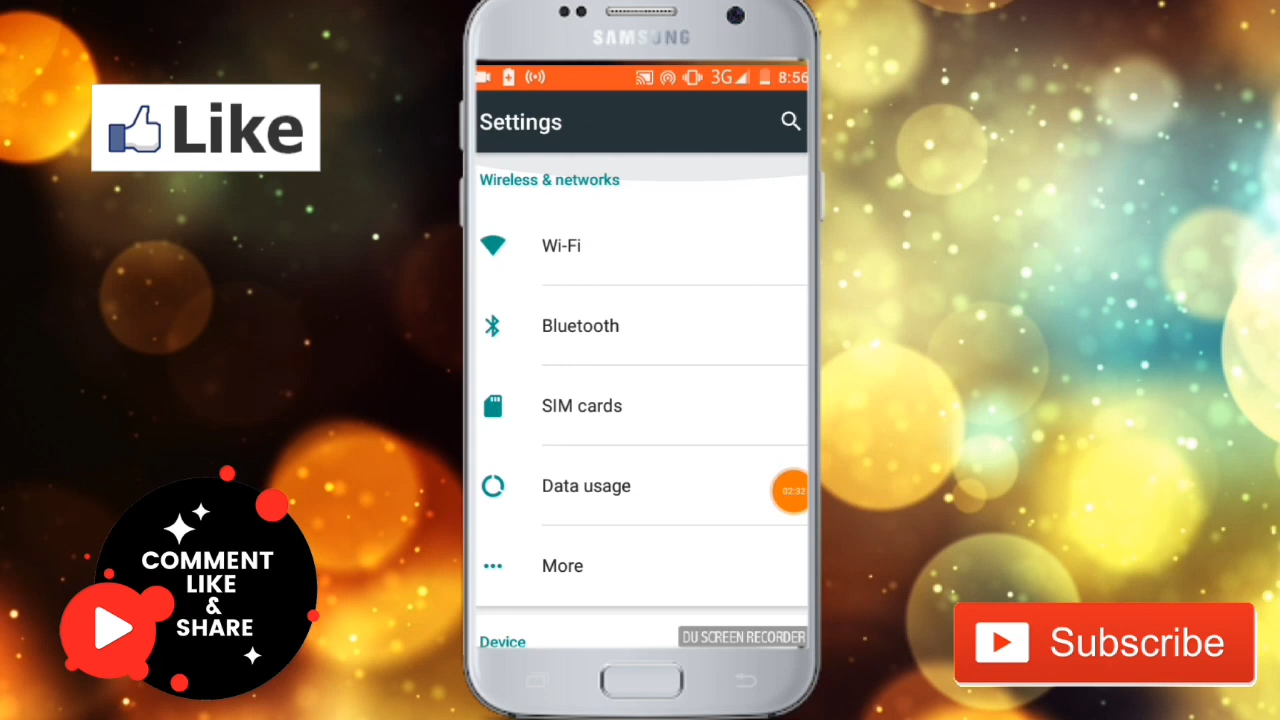 SAMSUNG
3G 8:56
Like
Settings
Wireless & networks
Wi-Fi
Bluetooth
SIM cards
Data usage
02:32
More
COMMENT
LIKE
&
SHARE
Device
DU SCREEN RECORDER
Subscribe